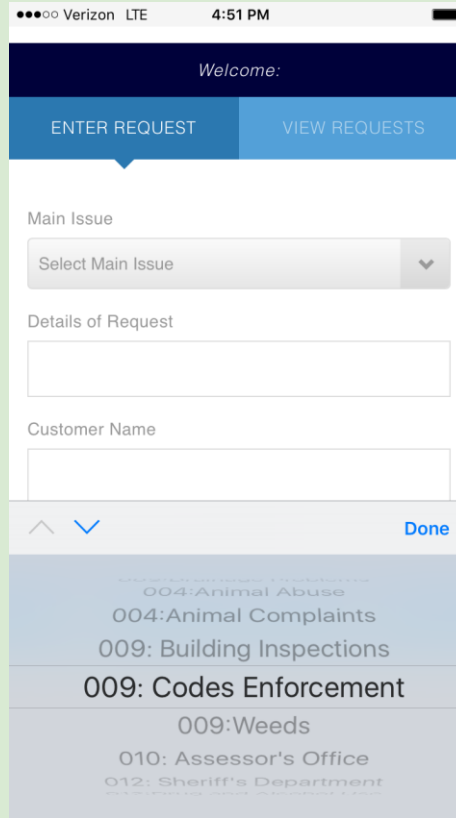 Verizon LTE 4:51 PM
Welcome:
ENTER REQUEST VIEW REQUESTS
Main Issue
Select Main Issue
Details of Request
Customer Name
Done
004:Animal Abuse
004:Animal Complaints
009: Building Inspections
009: Codes Enforcement
009:Weeds
010: Assessor's Office
012: Sheriff's Department